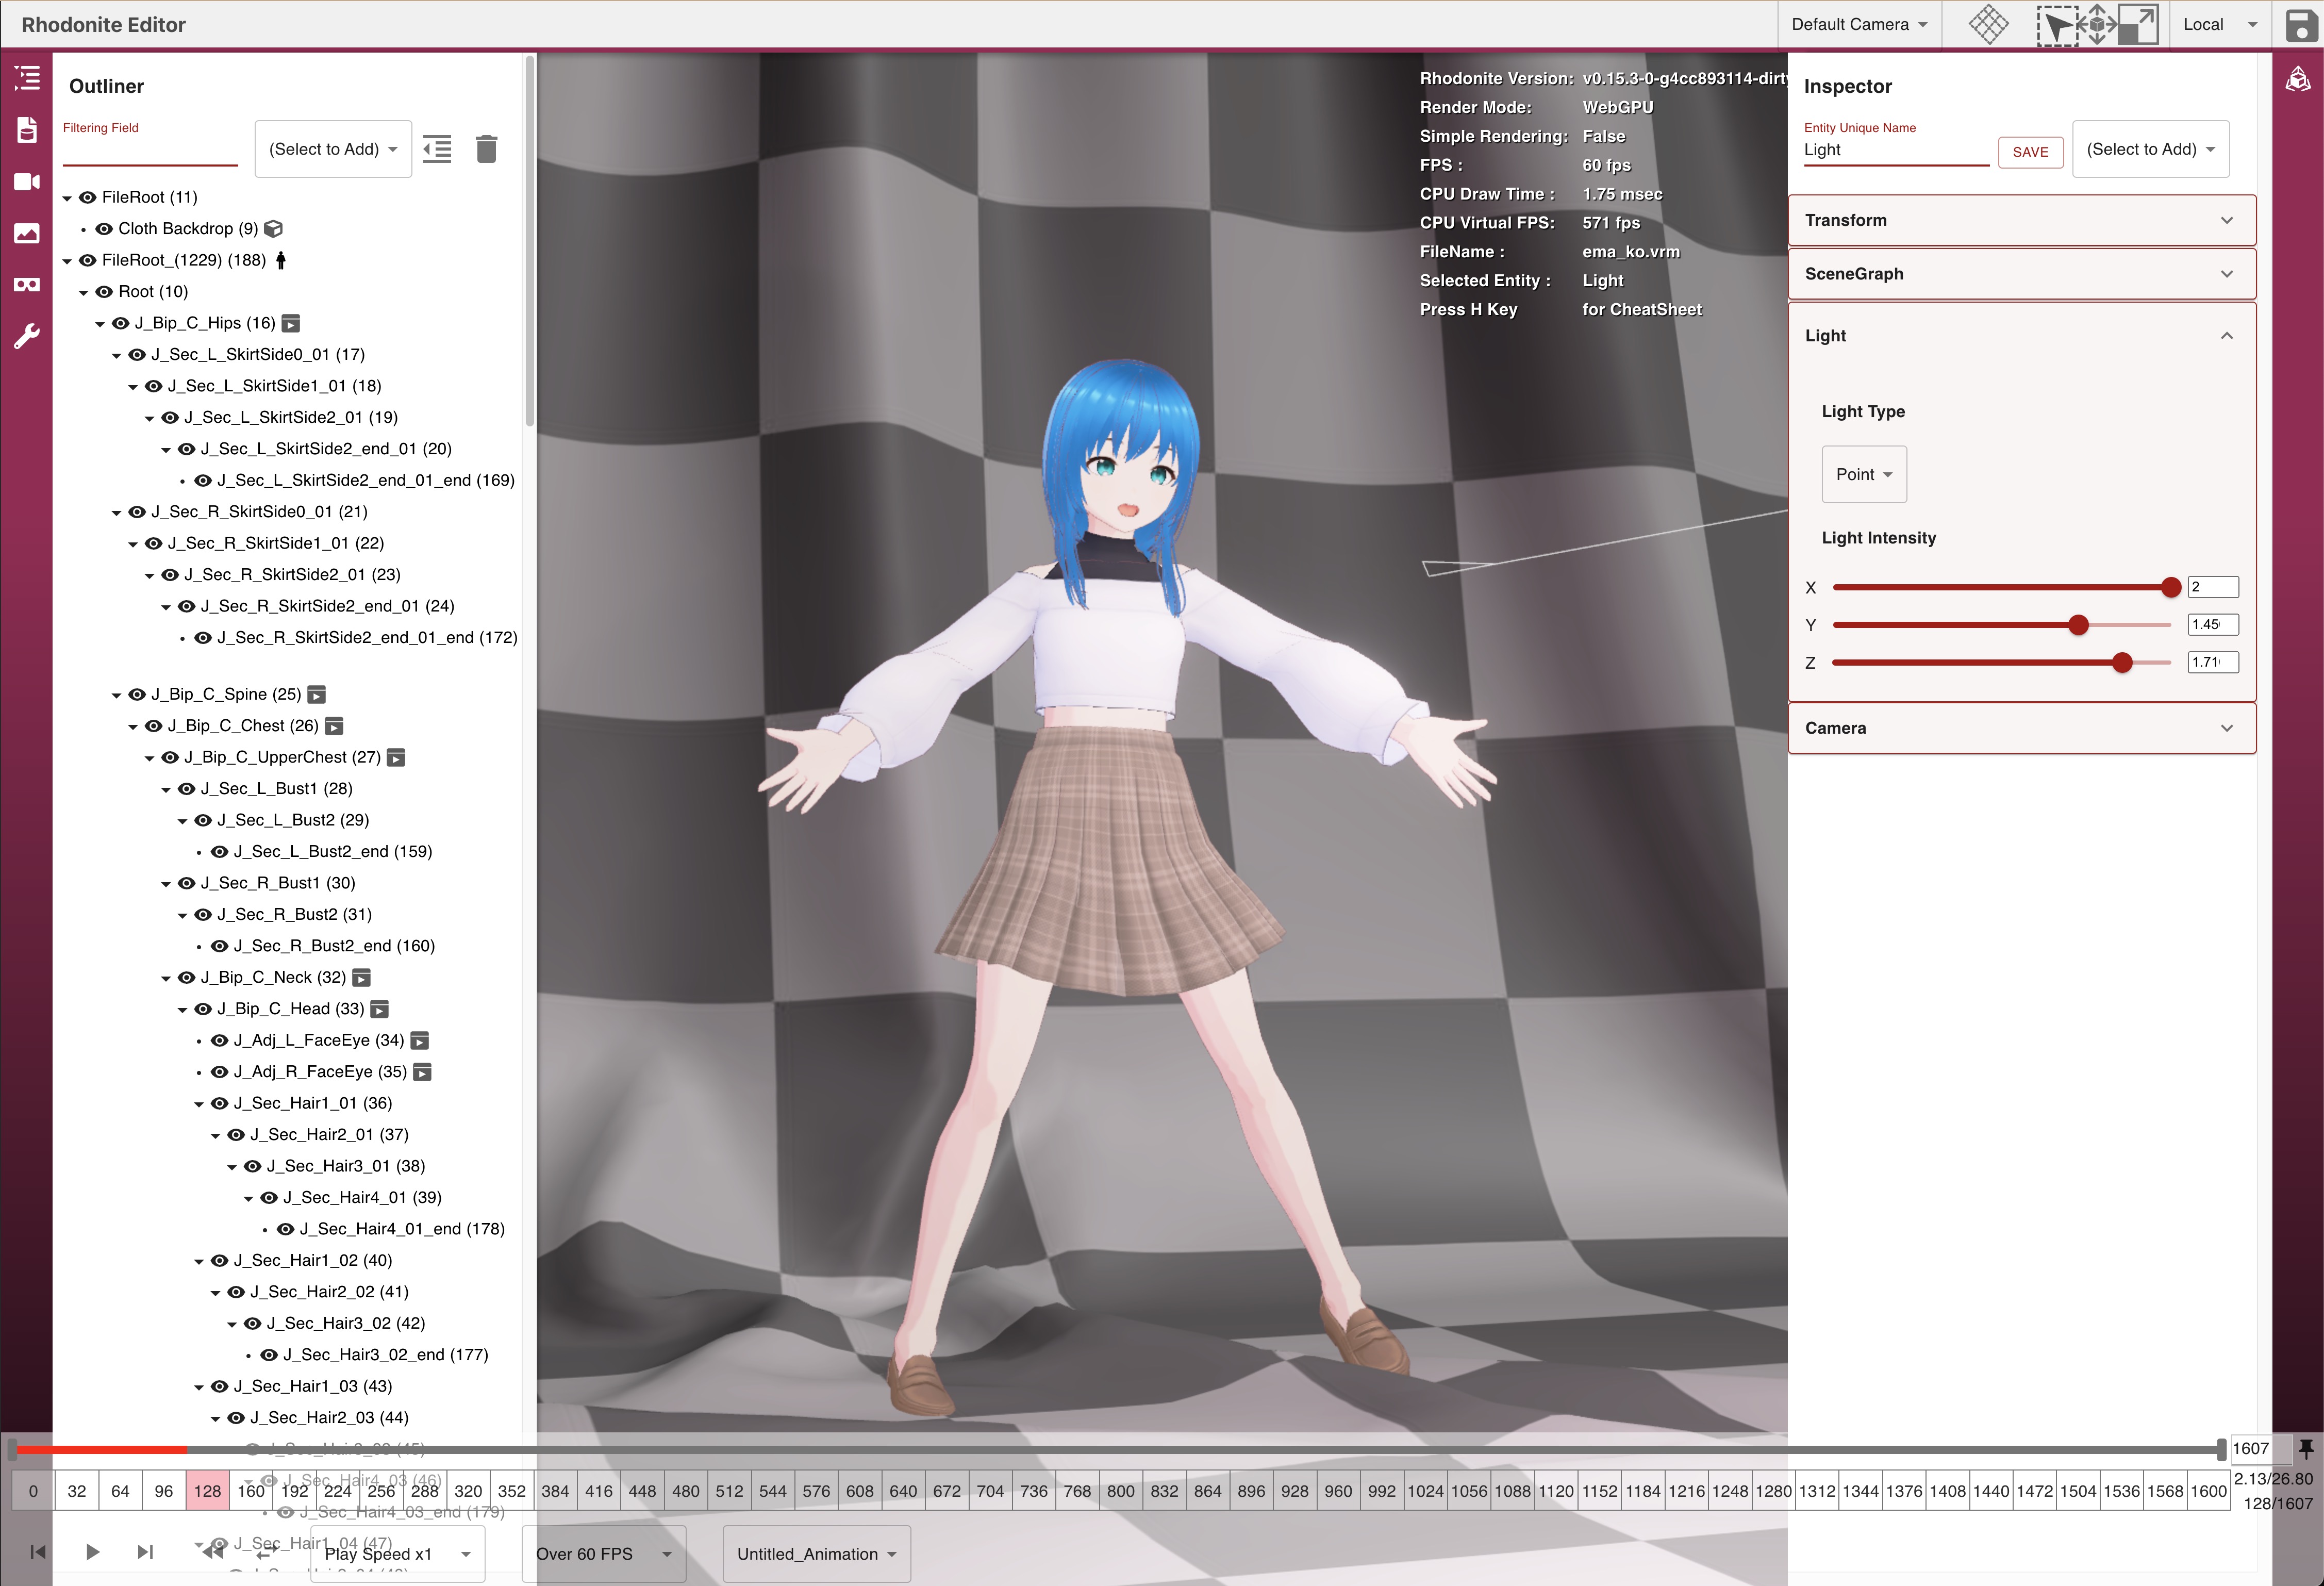 Rhodonite Editor
Default Camera
Local
Outliner
Filtering Field
(Select to Add)
FileRoot (11)
Cloth Backdrop (9)
FileRoot_(1229) (188)
Root (10)
J_Bip_C_Hips (16)
J_Sec_L_SkirtSide0_01 (17)
J_Sec_L_SkirtSide1_01 (18)
J_Sec_L_SkirtSide2_01 (19)
J_Sec_L_SkirtSide2_end_01 (20)
J_Sec_L_SkirtSide2_end_01_end (169)
J_Sec_R_SkirtSide0_01 (21)
J_Sec_R_SkirtSide1_01 (22)
J_Sec_R_SkirtSide2_01 (23)
J_Sec_R_SkirtSide2_end_01 (24)
J_Sec_R_SkirtSide2_end_01_end (172)
J_Bip_C_Spine (25)
J_Bip_C_Chest (26)
J_Bip_C_UpperChest (27)
J_Sec_L_Bust1 (28)
J_Sec_L_Bust2 (29)
J_Sec_L_Bust2_end (159)
J_Sec_R_Bust1 (30)
J_Sec_R_Bust2 (31)
J_Sec_R_Bust2_end (160)
J_Bip_C_Neck (32)
J_Bip_C_Head (33)
J_Adj_L_FaceEye (34)
J_Adj_R_FaceEye (35)
J_Sec_Hair1_01 (36)
J_Sec_Hair2_01 (37)
J_Sec_Hair3_01 (38)
J_Sec_Hair4_01 (39)
J_Sec_Hair4_01_end (178)
J_Sec_Hair1_02 (40)
J_Sec_Hair2_02 (41)
J_Sec_Hair3_02 (42)
J_Sec_Hair3_02_end (177)
J_Sec_Hair1_03 (43)
J_Sec_Hair2_03 (44)
J_Sec_Hair4_03 (46)
J_Sec_Hair4_03_end (179)
J_Sec_Hair1_04 (47)
Rhodonite Version: v0.15.3-0-g4cc893114-dirty
Render Mode: WebGPU
Simple Rendering: False
FPS : 60 fps
CPU Draw Time : 1.75 msec
CPU Virtual FPS: 571 fps
FileName : ema_ko.vrm
Selected Entity : Light
Press H Key for CheatSheet
Inspector
Entity Unique Name
Light
SAVE
(Select to Add)
Transform
SceneGraph
Light
Light Type
Point
Light Intensity
X 2
Y 1.45
Z 1.71
Camera
1607
0 32 64 96 128 160 192 224 256 288 320 352 384 416 448 480 512 544 576 608 640 672 704 736 768 800 832 864 896 928 960 992 1024 1056 1088 1120 1152 1184 1216 1248 1280 1312 1344 1376 1408 1440 1472 1504 1536 1568 1600
2.13/26.80
128/1607
Play Speed x1
Over 60 FPS
Untitled_Animation